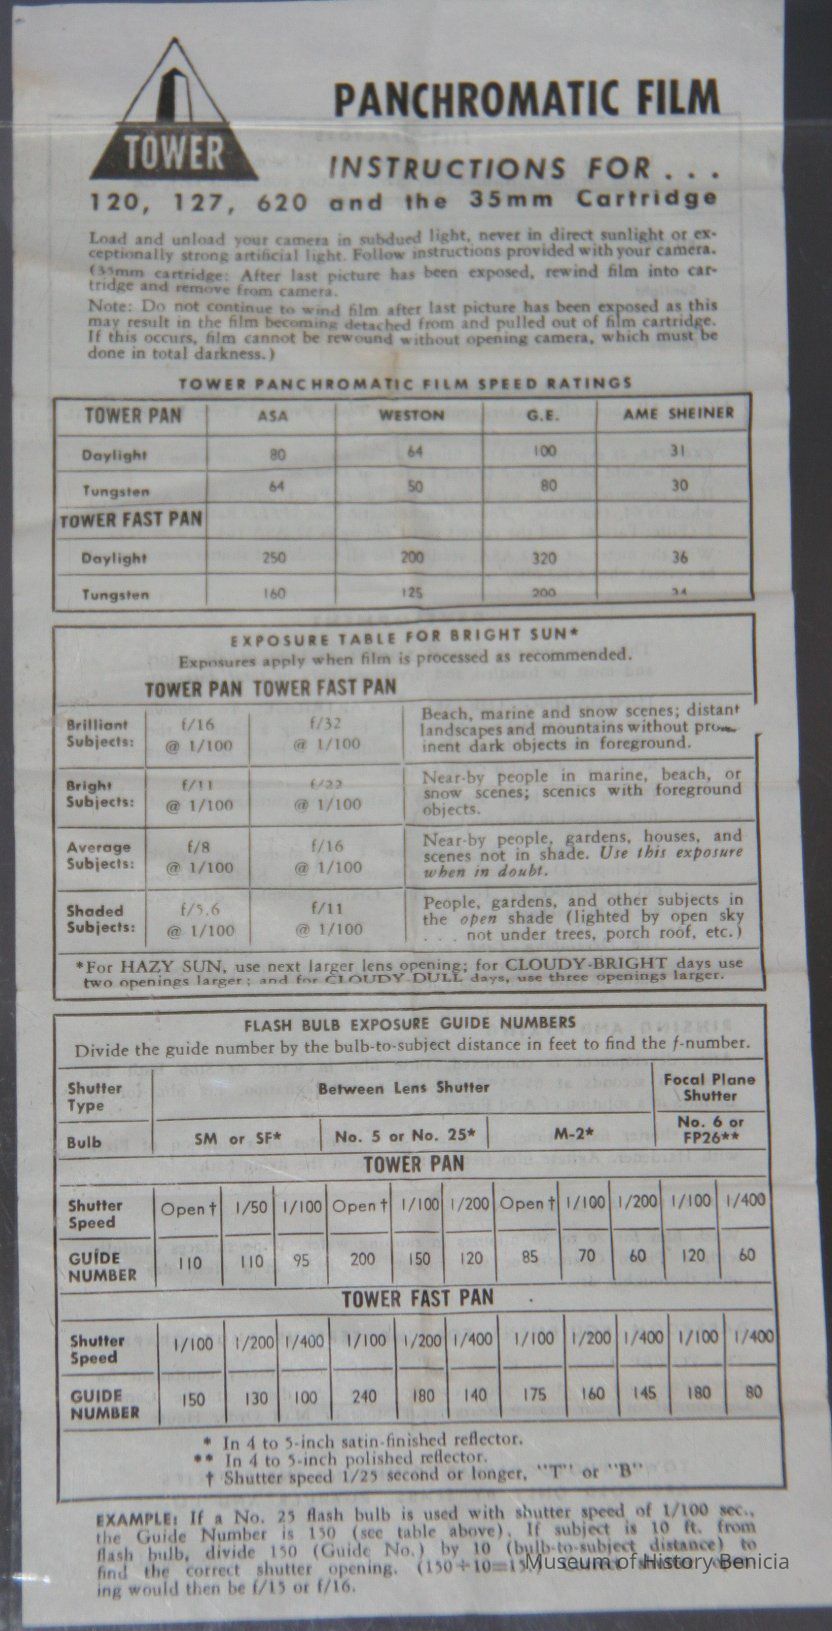 TOWER
PANCHROMATIC FILM
INSTRUCTIONS FOR . . .
120, 127, 620 and the 35mm Cartridge
Load and unload your camera in subdued light, never in direct sunlight or ex-
ceptionally strong artificial light. Follow instructions provided with your camera.
(35mm cartridge: After last picture has been exposed, rewind film into car-
tridge and remove from camera.
Note: Do not continue to wind film after last picture has been exposed as this
may result in the film becoming detached from and pulled out of film cartridge.
If this occurs, film cannot be rewound without opening camera, which must be
done in total darkness.)
TOWER PANCHROMATIC FILM SPEED RATINGS
TOWER PAN ASA WESTON G.E. AME SHEINER
Daylight 80 64 100 31
Tungsten 64 50 80 30
TOWER FAST PAN
Daylight 250 200 320 36
Tungsten 160 125 200 34
EXPOSURE TABLE FOR BRIGHT SUN*
Exposures apply when film is processed as recommended.
TOWER PAN TOWER FAST PAN
Brilliant f/16 f/32 Beach, marine and snow scenes; distant
Subjects: @ 1/100 @ 1/100 landscapes and mountains without prom-
inent dark objects in foreground.
Bright f/11 f/22 Near-by people in marine, beach, or
Subjects: @ 1/100 @ 1/100 snow scenes; scenics with foreground
objects.
Average f/8 f/16 Near-by people, gardens, houses, and
Subjects: @ 1/100 @ 1/100 scenes not in shade. Use this exposure
when in doubt.
Shaded f/5.6 f/11 People, gardens, and other subjects in
Subjects: @ 1/100 @ 1/100 the open shade (lighted by open sky
. . . not under trees, porch roof, etc.)
*For HAZY SUN, use next larger lens opening; for CLOUDY-BRIGHT days use
two openings larger; and for CLOUDY-DULL days, use three openings larger.
FLASH BULB EXPOSURE GUIDE NUMBERS
Divide the guide number by the bulb-to-subject distance in feet to find the f-number.
Shutter Type Between Lens Shutter Focal Plane Shutter
Bulb SM or SF* No. 5 or No. 25* M-2* No. 6 or FP26**
TOWER PAN
Shutter Speed Open† 1/50 1/100 Open† 1/100 1/200 Open† 1/100 1/200 1/100 1/400
GUIDE NUMBER 110 110 95 200 150 120 85 70 60 120 60
TOWER FAST PAN
Shutter Speed 1/100 1/200 1/400 1/100 1/200 1/400 1/100 1/200 1/400 1/100 1/400
GUIDE NUMBER 150 130 100 240 180 140 175 160 145 180 80
* In 4 to 5-inch satin-finished reflector.
** In 4 to 5-inch polished reflector.
† Shutter speed 1/25 second or longer, "T" or "B"
EXAMPLE: If a No. 25 flash bulb is used with shutter speed of 1/100 sec.,
the Guide Number is 150 (see table above). If subject is 10 ft. from
flash bulb, divide 150 (Guide No.) by 10 (bulb-to-subject distance) to
find the correct shutter opening. (150÷10=15.)
ing would then be f/15 or f/16.
Museum of History Benicia